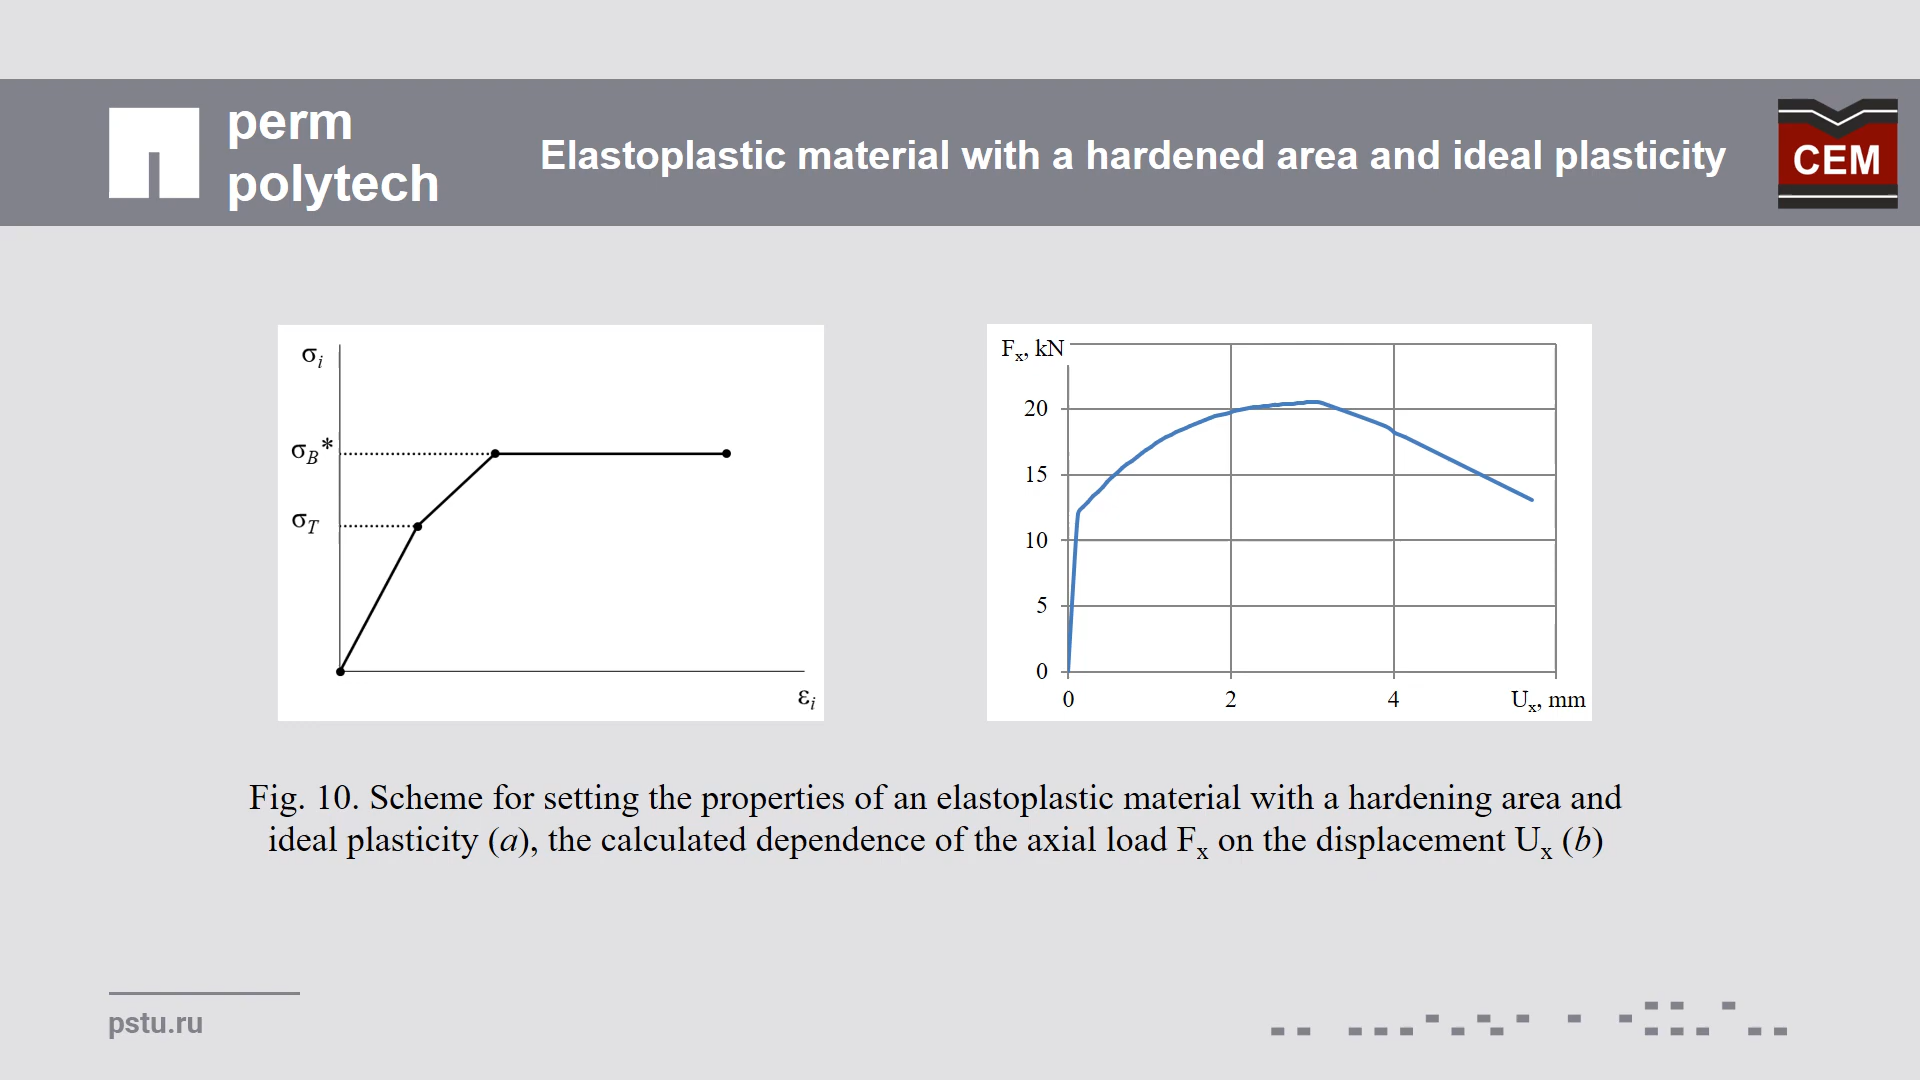 perm
polytech
Elastoplastic material with a hardened area and ideal plasticity
CEM
σi
σB*
σT
εi
Fx, kN
20
15
10
5
0
0 2 4 Ux, mm
Fig. 10. Scheme for setting the properties of an elastoplastic material with a hardening area and
ideal plasticity (a), the calculated dependence of the axial load Fx on the displacement Ux (b)
pstu.ru